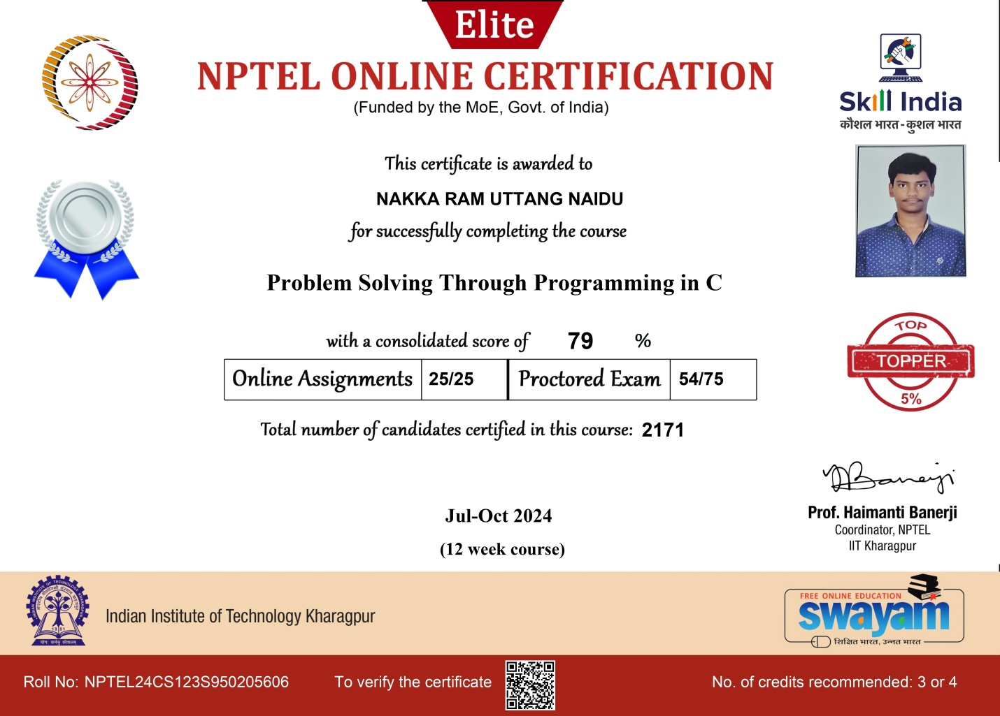 Elite
NPTEL ONLINE CERTIFICATION
(Funded by the MoE, Govt. of India)
Skill India
कौशल भारत - कुशल भारत
This certificate is awarded to
NAKKA RAM UTTANG NAIDU
for successfully completing the course
Problem Solving Through Programming in C
with a consolidated score of 79 %
Online Assignments 25/25 Proctored Exam 54/75
TOP
TOPPER
5%
Total number of candidates certified in this course: 2171
Banerji
Prof. Haimanti Banerji
Coordinator, NPTEL
IIT Kharagpur
Jul-Oct 2024
(12 week course)
1951
योगः कर्मसु कौशलम्
Indian Institute of Technology Kharagpur
FREE ONLINE EDUCATION
swayam
शिक्षित भारत, उन्नत भारत
Roll No: NPTEL24CS123S950205606
To verify the certificate
No. of credits recommended: 3 or 4